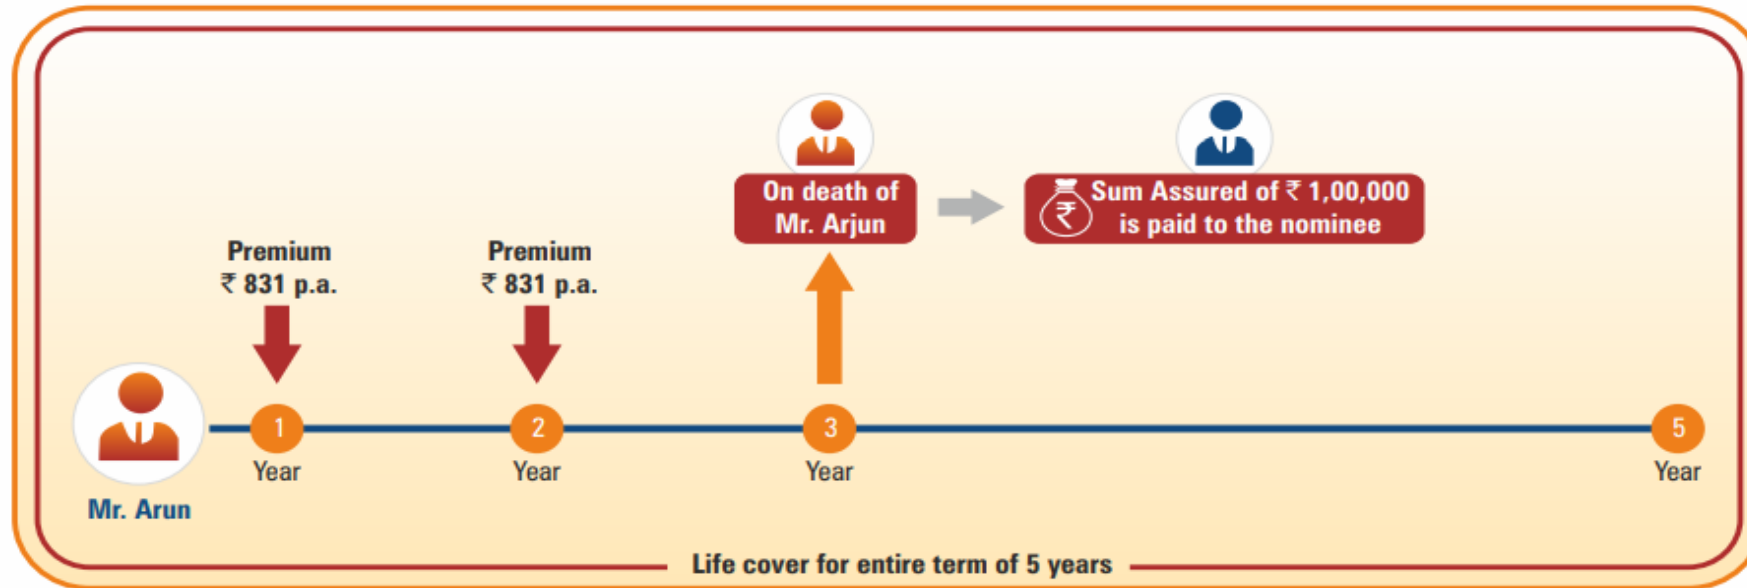 On death of
Mr. Arjun
₹
Sum Assured of ₹ 1,00,000
is paid to the nominee
Premium
₹ 831 p.a.
Premium
₹ 831 p.a.
1
2
3
5
Year
Year
Year
Year
Mr. Arun
Life cover for entire term of 5 years